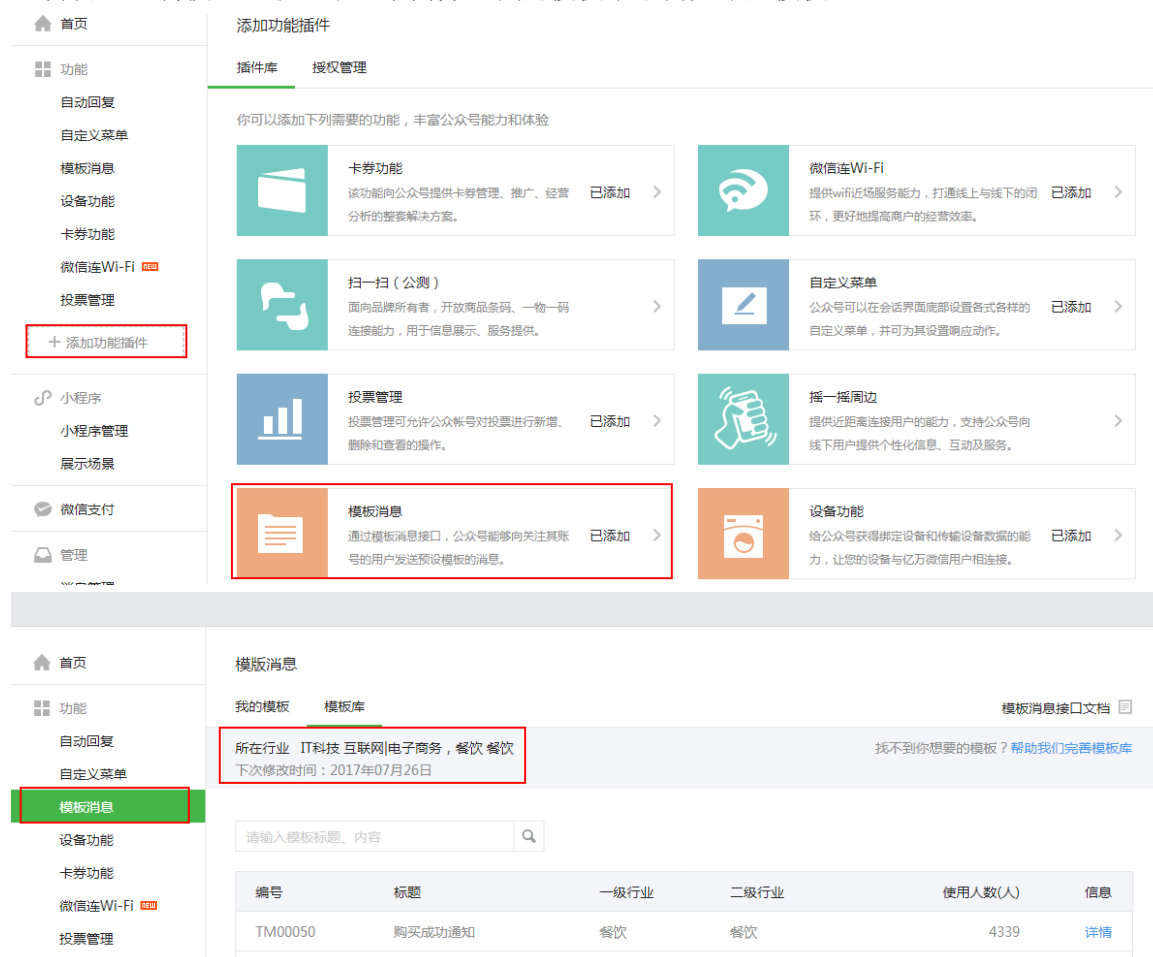 首页
添加功能插件
功能
插件库 授权管理
自动回复
你可以添加下列需要的功能，丰富公众号能力和体验
自定义菜单
模板消息
设备功能
卡券功能
微信连Wi-Fi NEW
投票管理
+ 添加功能插件
小程序
小程序管理
展示场景
微信支付
管理
卡券功能
该功能向公众号提供卡券管理、推广、经营
分析的整套解决方案。
已添加
微信连Wi-Fi
提供wifi近场服务能力，打通线上与线下的闭
环，更好地提高商户的经营效率。
已添加
扫一扫（公测）
面向品牌所有者，开放商品条码、一物一码
连接能力，用于信息展示、服务提供。
自定义菜单
公众号可以在会话界面底部设置各式各样的
自定义菜单，并可为其设置响应动作。
已添加
投票管理
投票管理可允许公众帐号对投票进行新增、
删除和查看的操作。
已添加
摇一摇周边
提供近距离连接用户的能力，支持公众号向
线下用户提供个性化信息、互动及服务。
模板消息
通过模板消息接口，公众号能够向关注其账
号的用户发送预设模板的消息。
已添加
设备功能
给公众号获得绑定设备和传输设备数据的能
力，让您的设备与亿万微信用户相连接。
已添加
首页
模版消息
功能
我的模板 模板库
模板消息接口文档
自动回复
自定义菜单
模板消息
设备功能
卡券功能
微信连Wi-Fi NEW
投票管理
所在行业 IT科技 互联网|电子商务，餐饮 餐饮
下次修改时间：2017年07月26日
找不到你想要的模板？帮助我们完善模板库
请输入模板标题、内容
编号 标题 一级行业 二级行业 使用人数(人) 信息
TM00050 购买成功通知 餐饮 餐饮 4339 详情